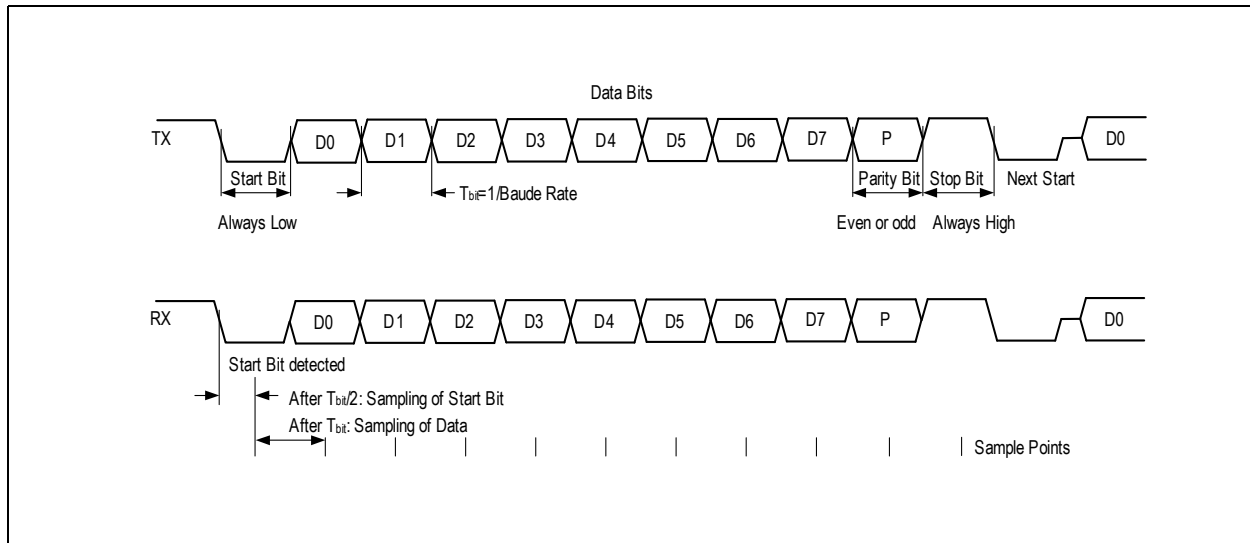 Data Bits
TX D0 D1 D2 D3 D4 D5 D6 D7 P D0
Start Bit Tbit=1/Baude Rate Parity Bit Stop Bit Next Start
Always Low Even or odd Always High
RX D0 D1 D2 D3 D4 D5 D6 D7 P D0
Start Bit detected
After Tbit/2: Sampling of Start Bit
After Tbit: Sampling of Data
Sample Points